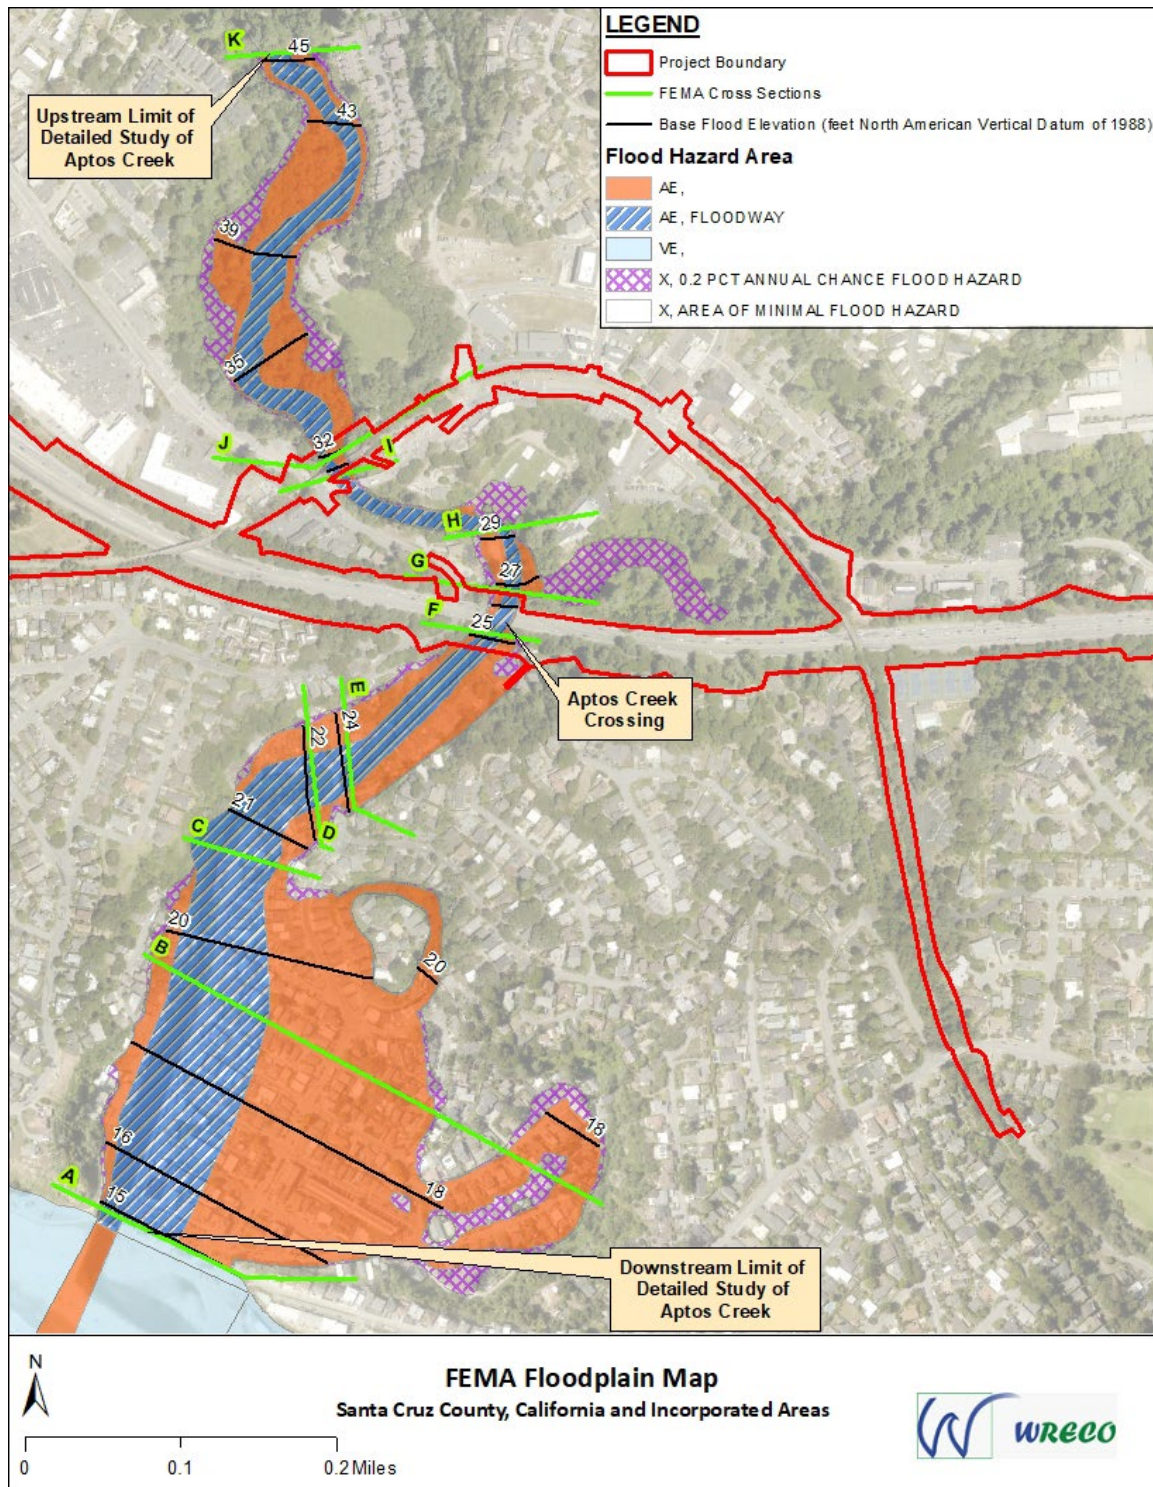 LEGEND
Project Boundary
FEMA Cross Sections
Base Flood Elevation (feet North American Vertical Datum of 1988)
Flood Hazard Area
AE,
AE, FLOODWAY
VE,
X, 0.2 PCT ANNUAL CHANCE FLOOD HAZARD
X, AREA OF MINIMAL FLOOD HAZARD
K
45
Upstream Limit of
Detailed Study of
Aptos Creek
43
39
35
32
J
I
H
29
G
27
F
25
Aptos Creek
Crossing
E
24
22
21
C
D
20
B
20
18
16
A
15
18
Downstream Limit of
Detailed Study of
Aptos Creek
N
FEMA Floodplain Map
Santa Cruz County, California and Incorporated Areas
0
0.1
0.2 Miles
WRECO